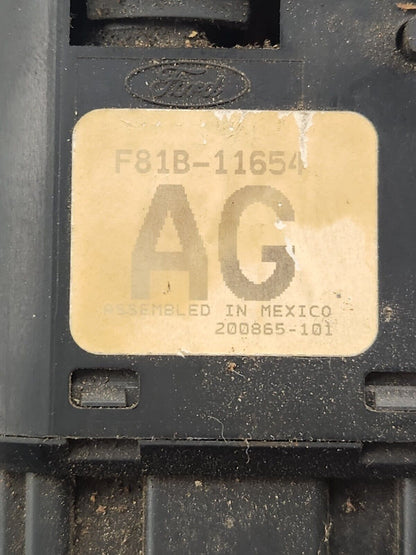 Ford
F81B-11654
AG
ASSEMBLED IN MEXICO
200865-101